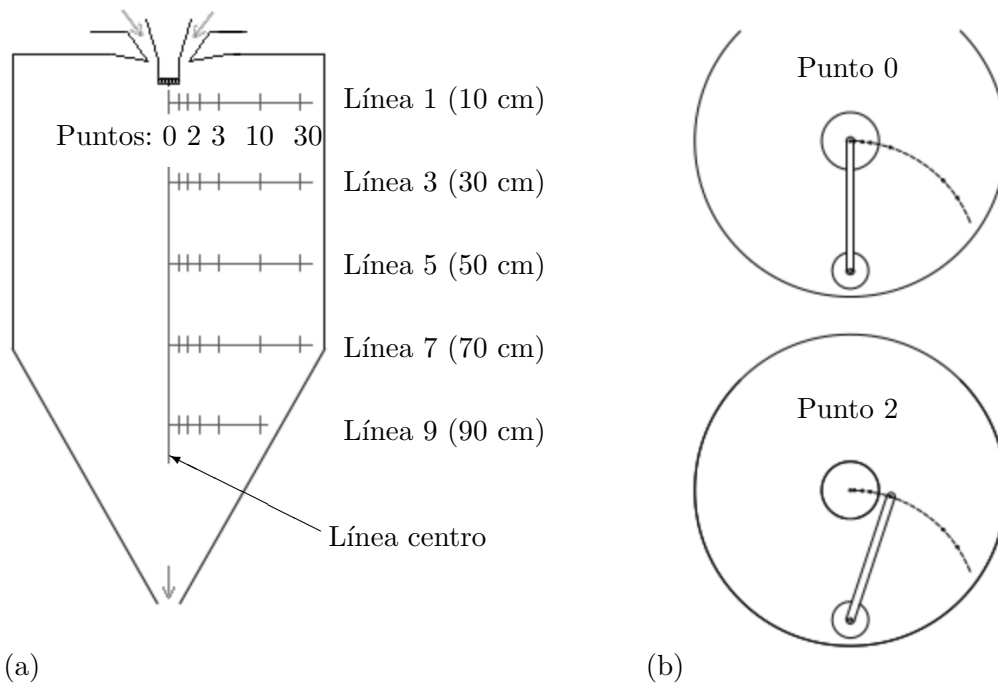 Punto 0
Línea 1 (10 cm)
Puntos: 0 2 3 10 30
Línea 3 (30 cm)
Línea 5 (50 cm)
Línea 7 (70 cm)
Punto 2
Línea 9 (90 cm)
Línea centro
(a)
(b)